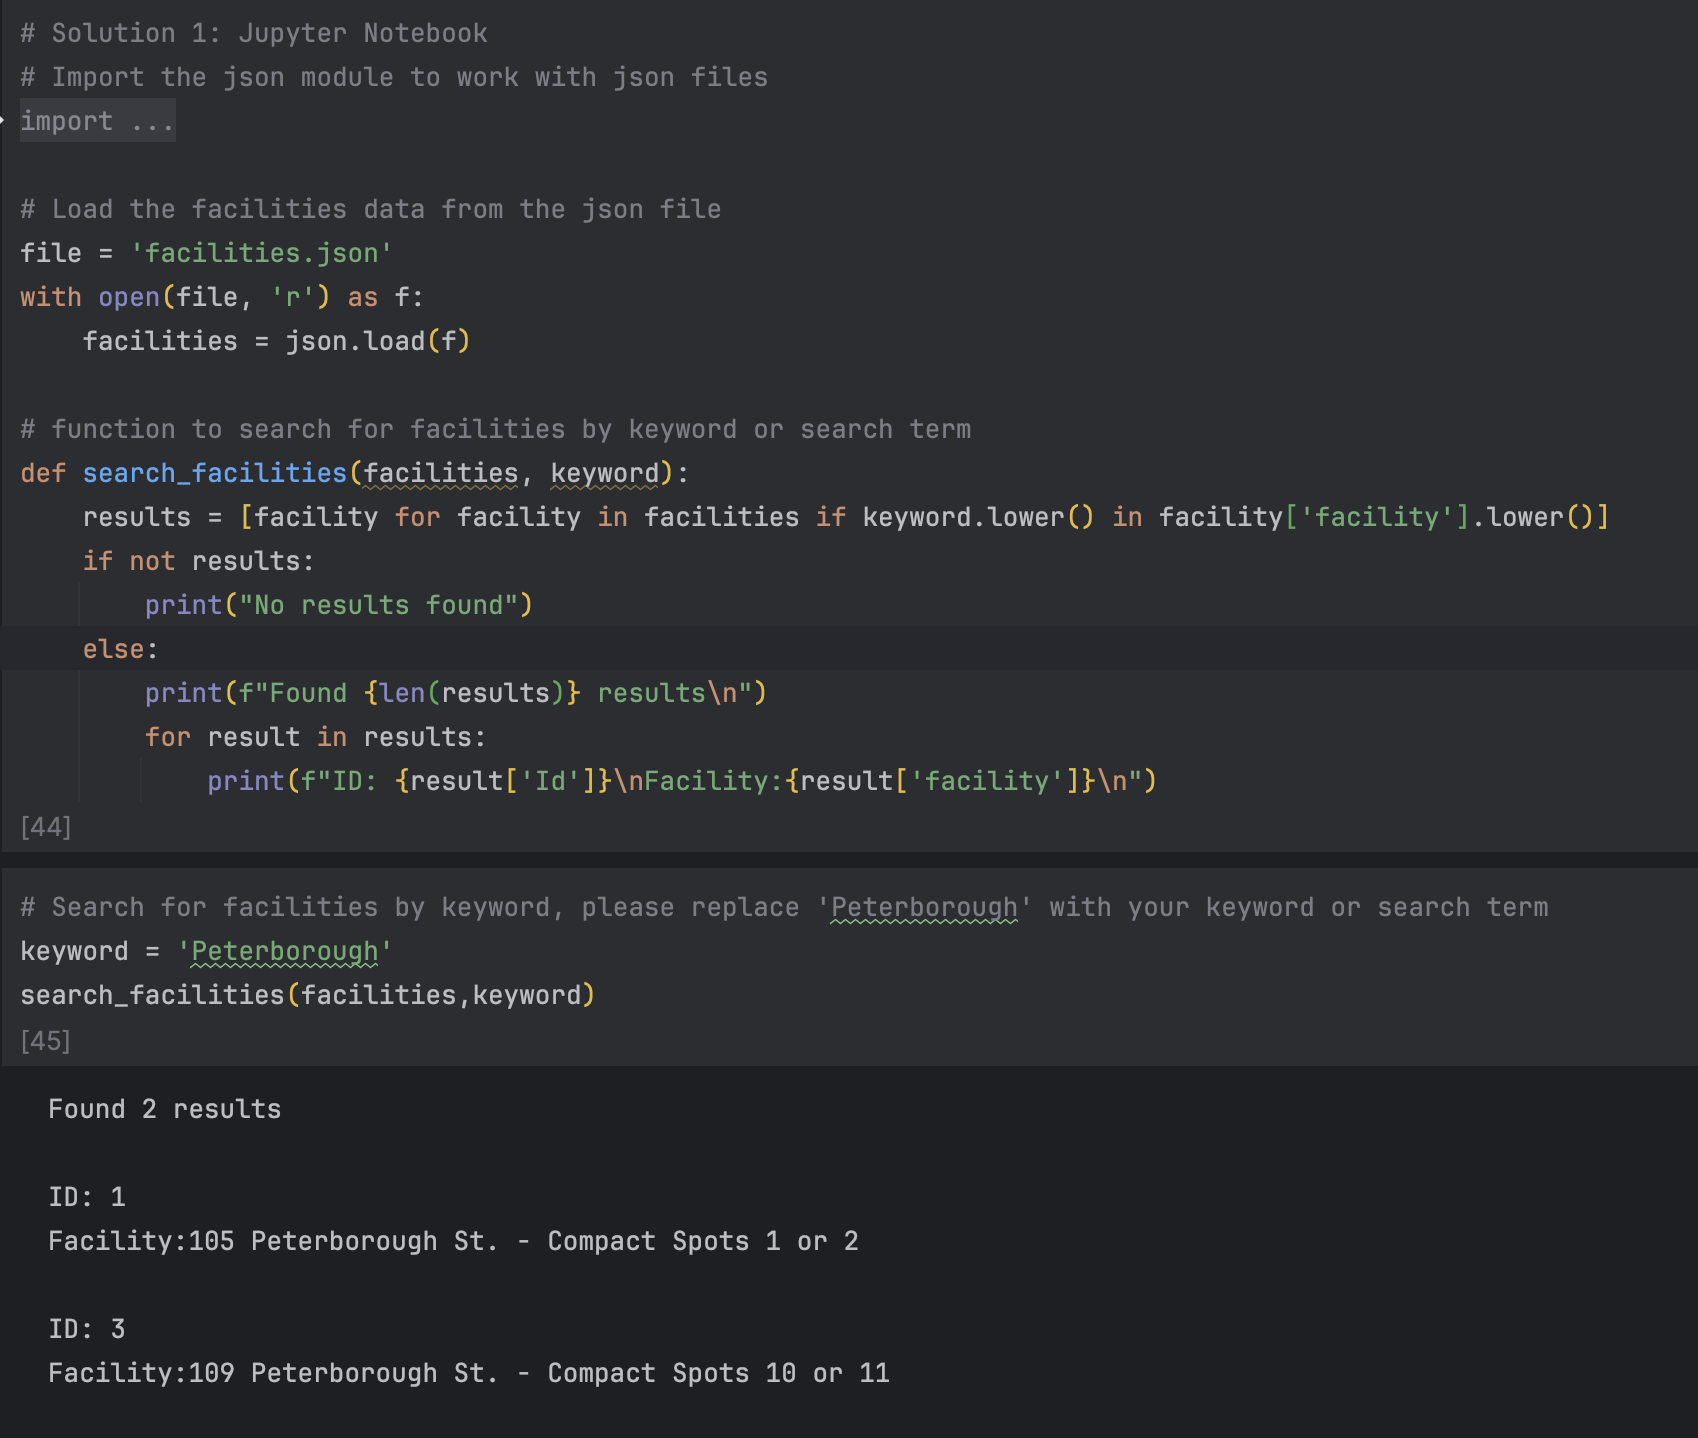 # Solution 1: Jupyter Notebook
# Import the json module to work with json files
import ...
# Load the facilities data from the json file
file = 'facilities.json'
with open(file, 'r') as f:
    facilities = json.load(f)
# function to search for facilities by keyword or search term
def search_facilities(facilities, keyword):
    results = [facility for facility in facilities if keyword.lower() in facility['facility'].lower()]
    if not results:
        print("No results found")
    else:
        print(f"Found {len(results)} results\n")
        for result in results:
            print(f"ID: {result['Id']}\nFacility:{result['facility']}\n")
[44]
# Search for facilities by keyword, please replace 'Peterborough' with your keyword or search term
keyword = 'Peterborough'
search_facilities(facilities,keyword)
[45]
Found 2 results
ID: 1
Facility:105 Peterborough St. - Compact Spots 1 or 2
ID: 3
Facility:109 Peterborough St. - Compact Spots 10 or 11